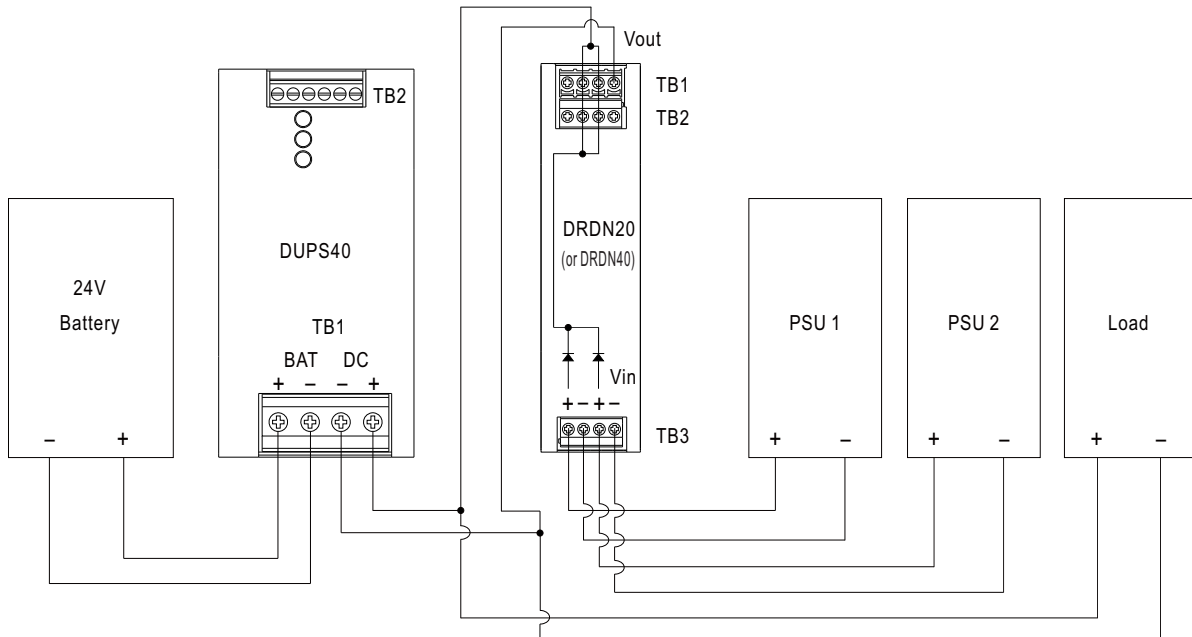 Vout
TB1
TB2
TB2
DUPS40
DRDN20
(or DRDN40)
24V
Battery
PSU 1
PSU 2
Load
TB1
BAT DC
+ − − +
Vin
+ − + −
TB3
− +
+ −
+ −
+ −